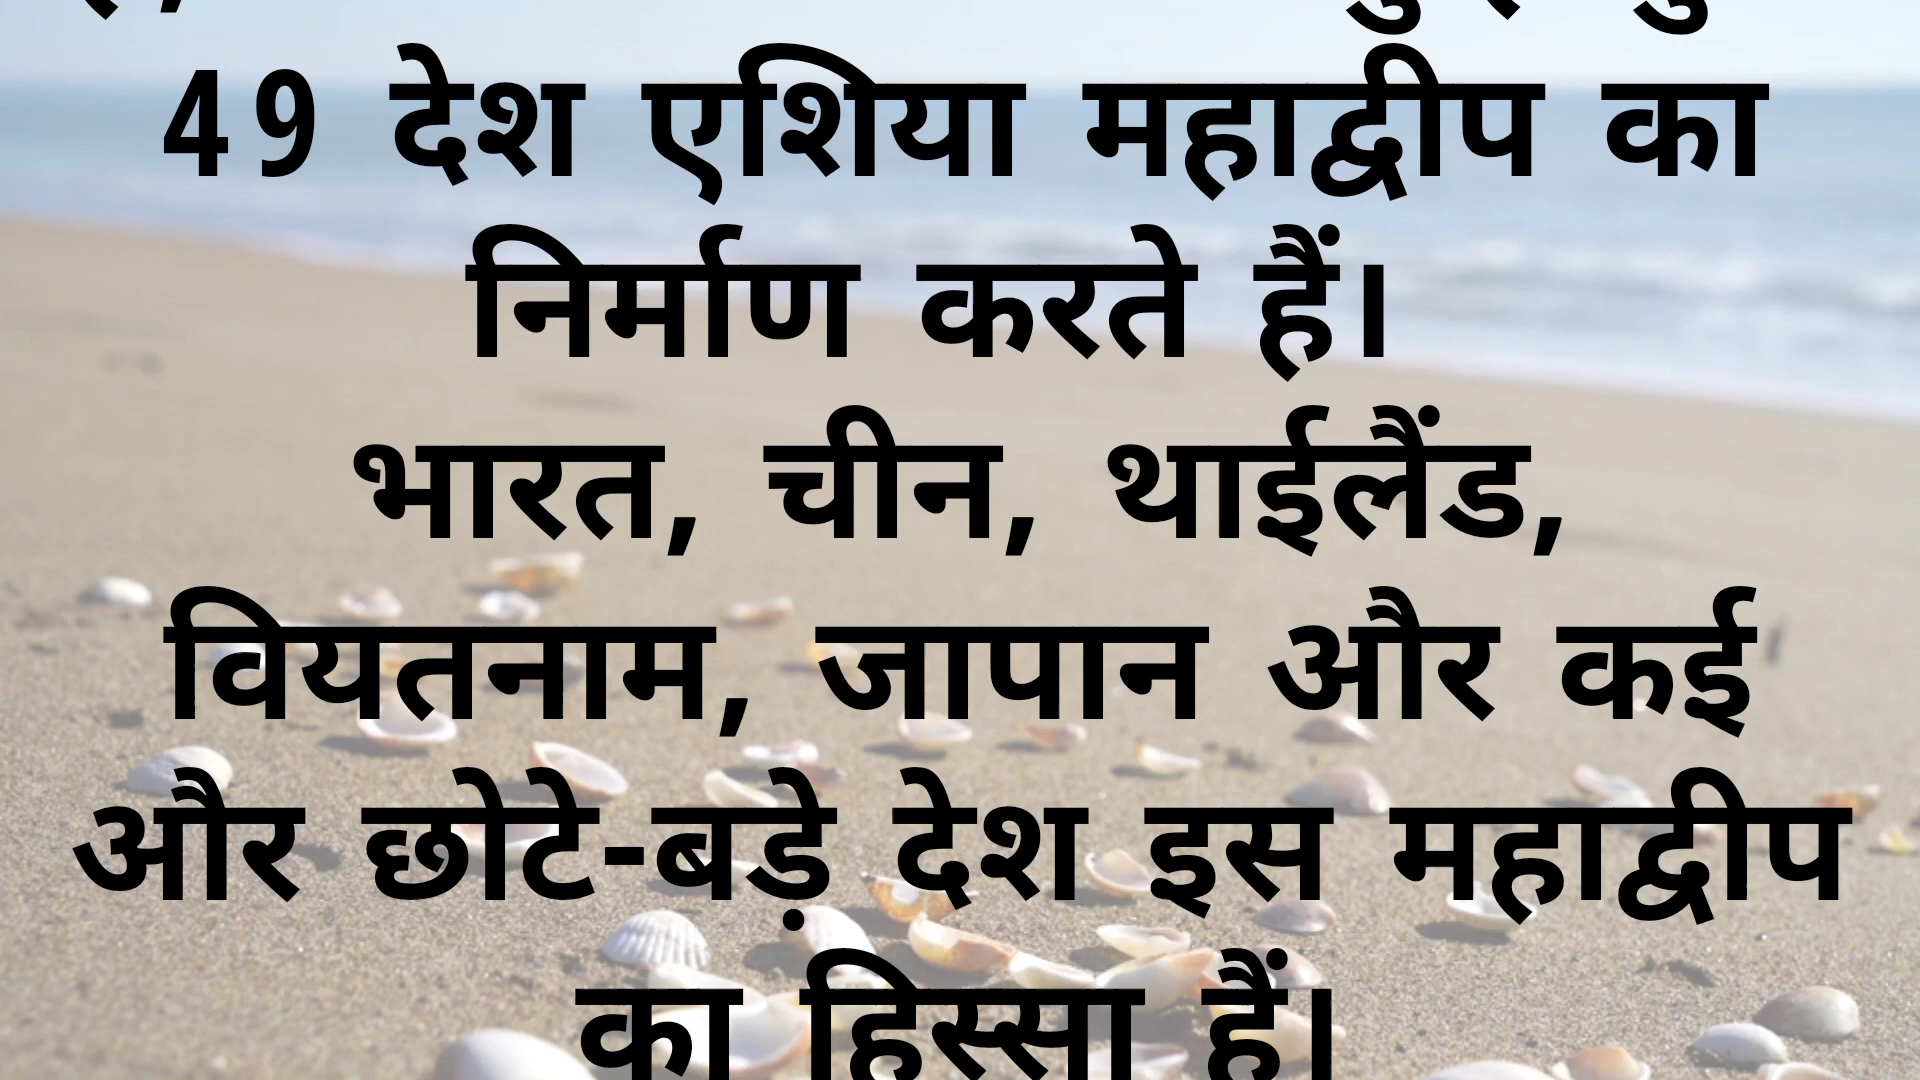 49 देश एशिया महाद्वीप का
निर्माण करते हैं।
भारत, चीन, थाईलैंड,
वियतनाम, जापान और कई
और छोटे-बड़े देश इस महाद्वीप
का हिस्सा हैं।